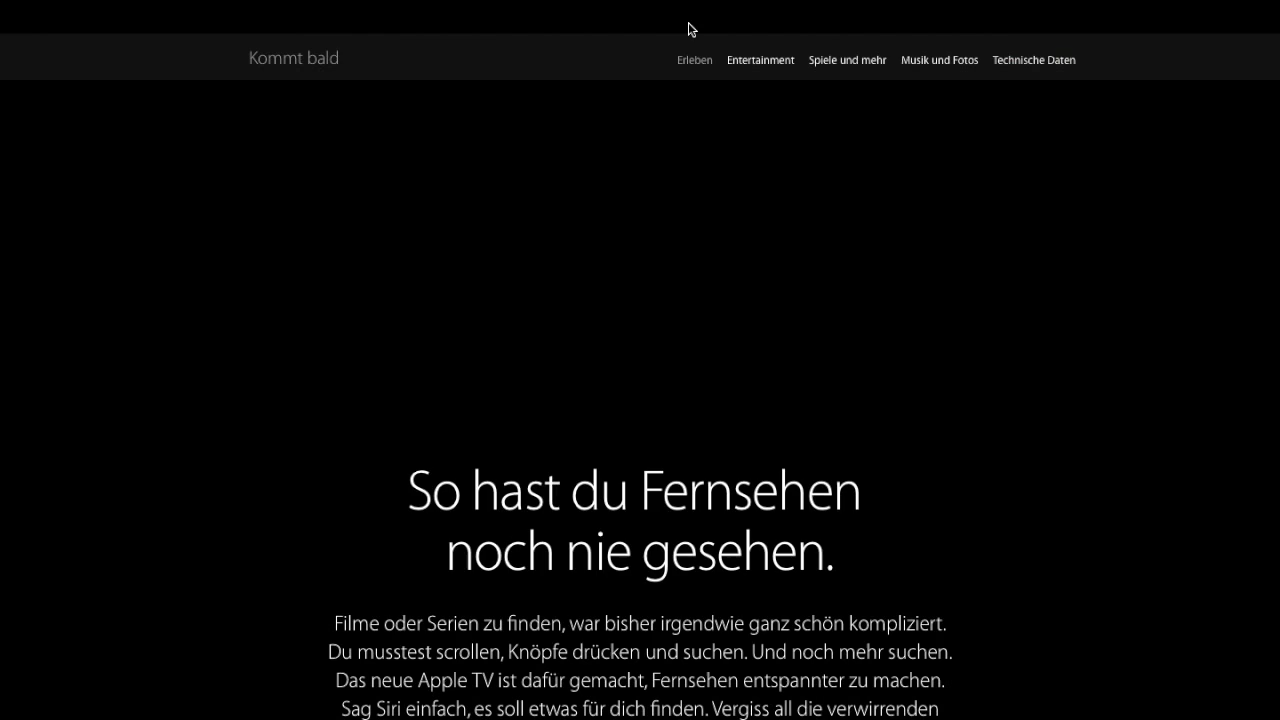 Kommt bald
Erleben Entertainment Spiele und mehr Musik und Fotos Technische Daten
So hast du Fernsehen
noch nie gesehen.
Filme oder Serien zu finden, war bisher irgendwie ganz schön kompliziert.
Du musstest scrollen, Knöpfe drücken und suchen. Und noch mehr suchen.
Das neue Apple TV ist dafür gemacht, Fernsehen entspannter zu machen.
Sag Siri einfach, es soll etwas für dich finden. Vergiss all die verwirrenden